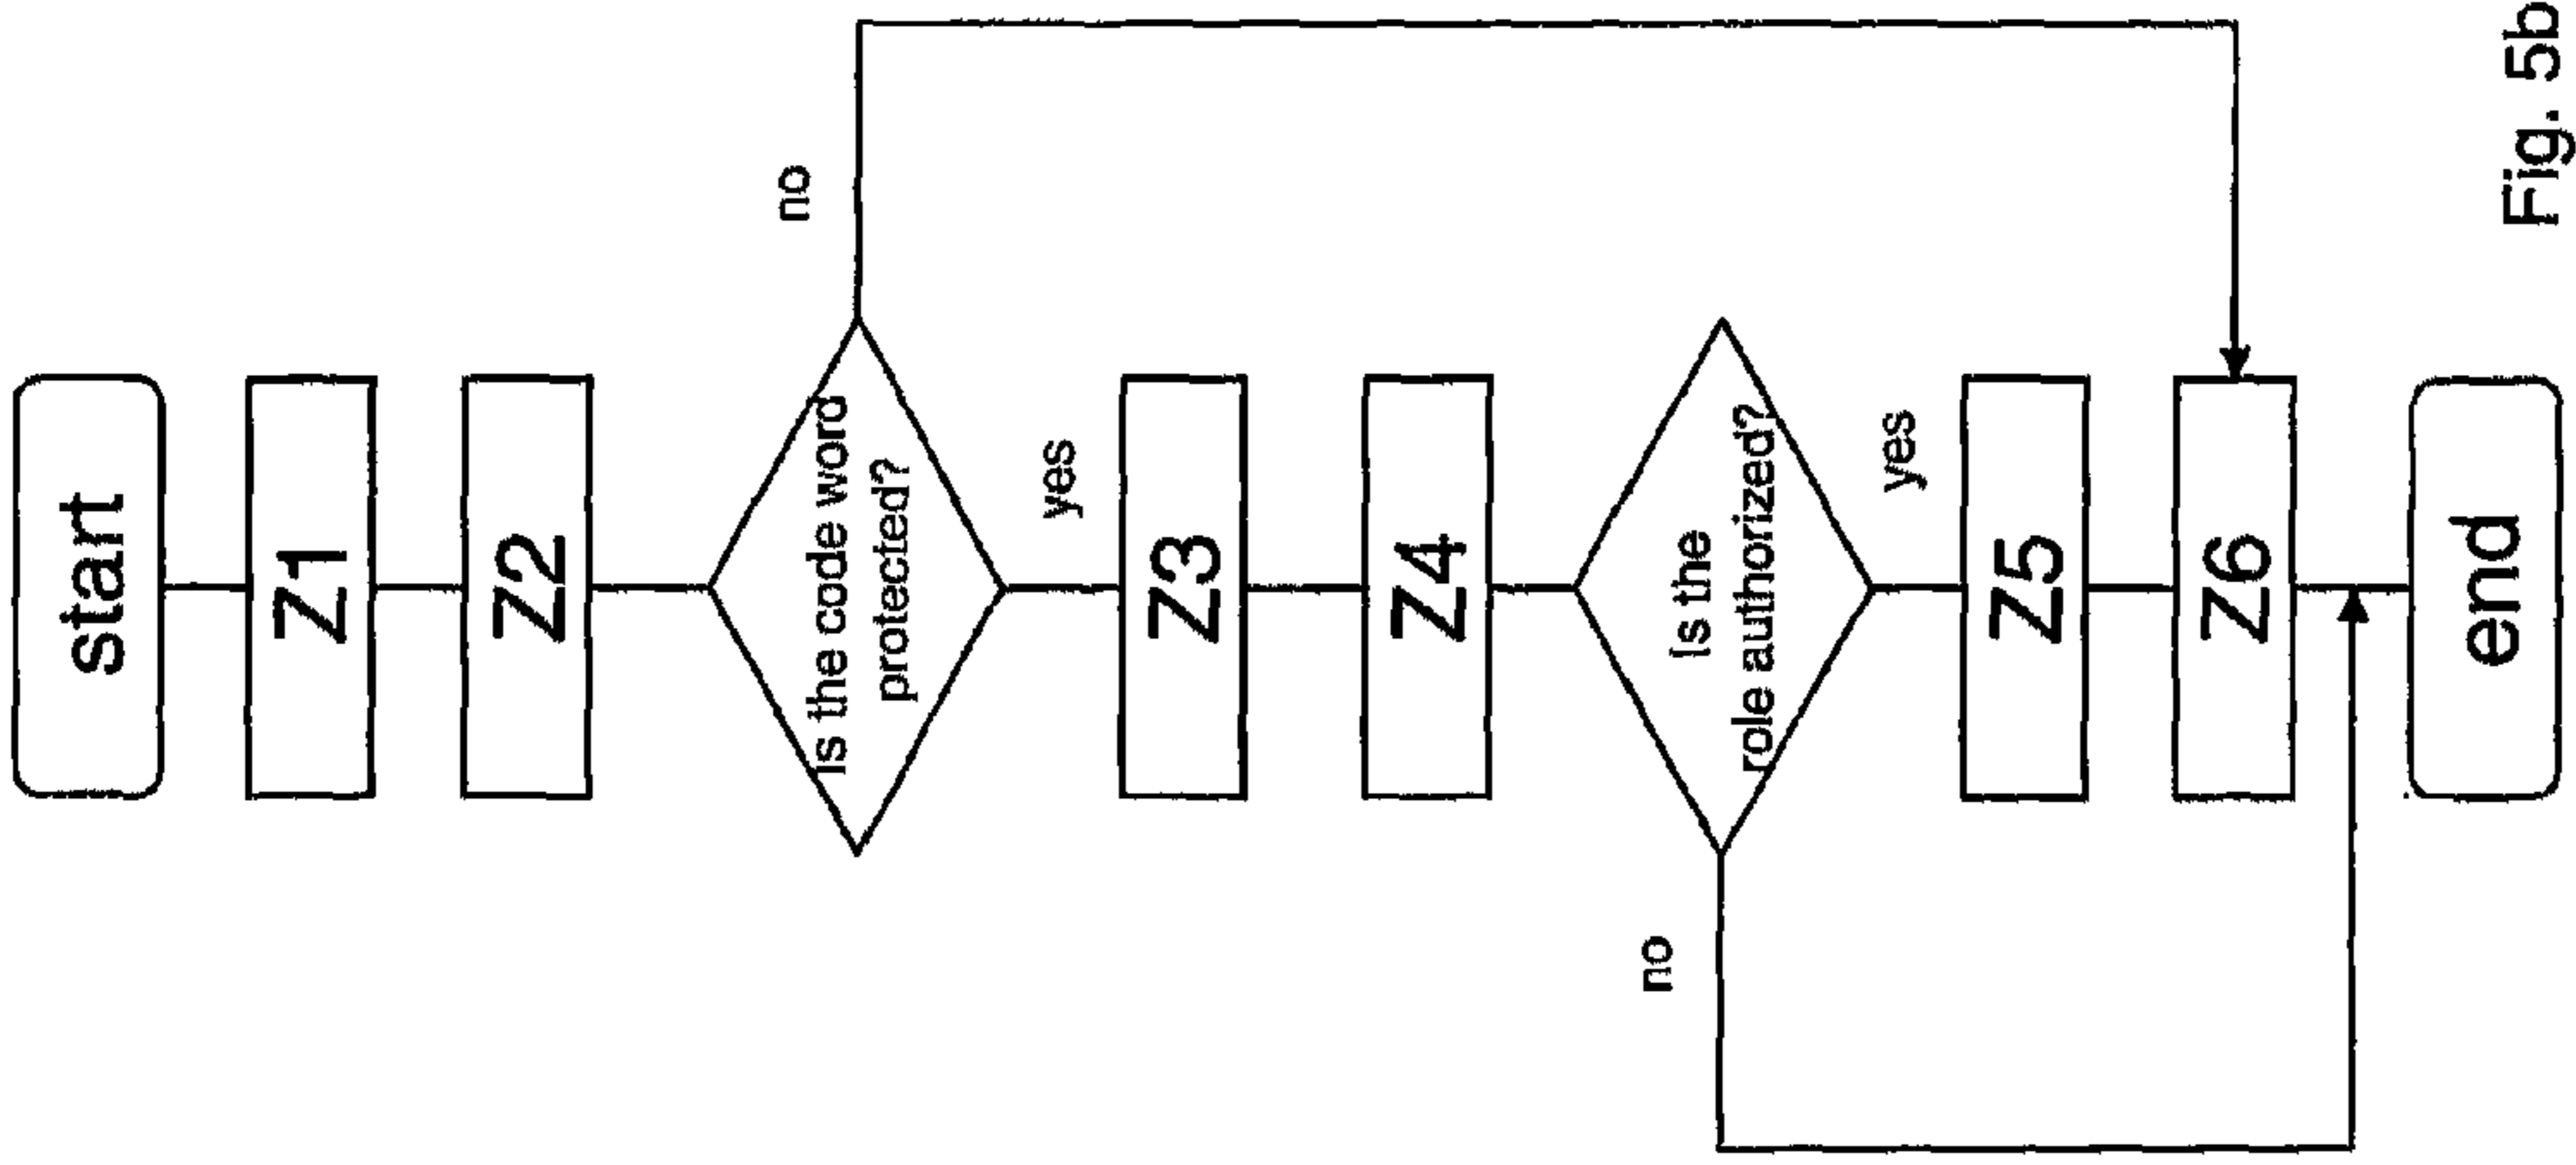 start
Z1
Z2
Is the code word
protected?
no
yes
Z3
Z4
Is the
role authorized?
no
yes
Z5
Z6
end
Fig. 5b